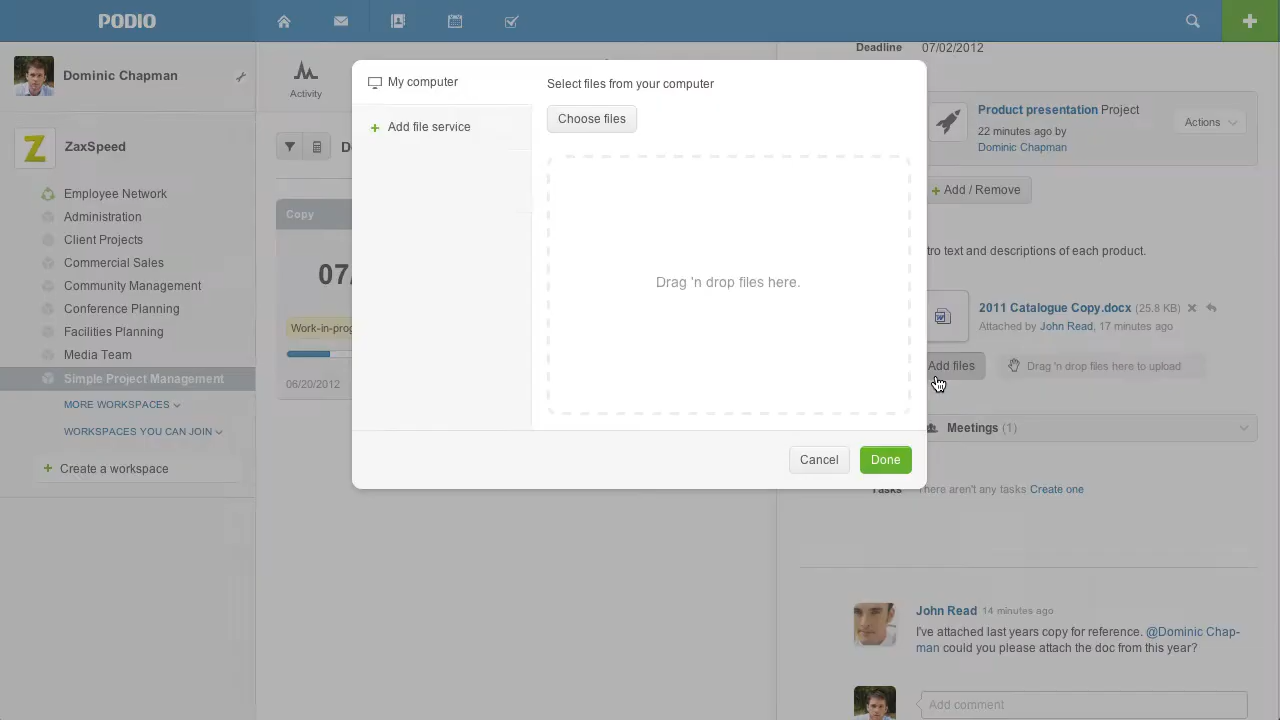 PODIO
Dominic Chapman
ZaxSpeed
Employee Network
Administration
Client Projects
Commercial Sales
Community Management
Conference Planning
Facilities Planning
Media Team
Simple Project Management
MORE WORKSPACES
WORKSPACES YOU CAN JOIN
+ Create a workspace
Activity
D
Copy
07/
Work-in-prog
06/20/2012
My computer
+ Add file service
Select files from your computer
Choose files
Drag 'n drop files here.
Cancel
Done
Deadline 07/02/2012
Product presentation Project
22 minutes ago by
Dominic Chapman
Actions
+ Add / Remove
tro text and descriptions of each product.
2011 Catalogue Copy.docx (25.8 KB)
Attached by John Read, 17 minutes ago
Add files
Drag 'n drop files here to upload
Meetings (1)
Tasks There aren't any tasks Create one
John Read 14 minutes ago
I've attached last years copy for reference. @Dominic Chap-
man could you please attach the doc from this year?
Add comment